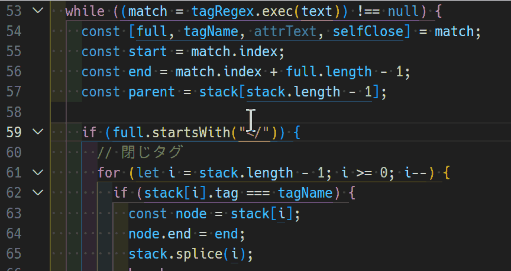 53 while ((match = tagRegex.exec(text)) !== null) {
54 const [full, tagName, attrText, selfClose] = match;
55 const start = match.index;
56 const end = match.index + full.length - 1;
57 const parent = stack[stack.length - 1];
58
59 if (full.startsWith("</")) {
60 // 閉じタグ
61 for (let i = stack.length - 1; i >= 0; i--) {
62 if (stack[i].tag === tagName) {
63 const node = stack[i];
64 node.end = end;
65 stack.splice(i);